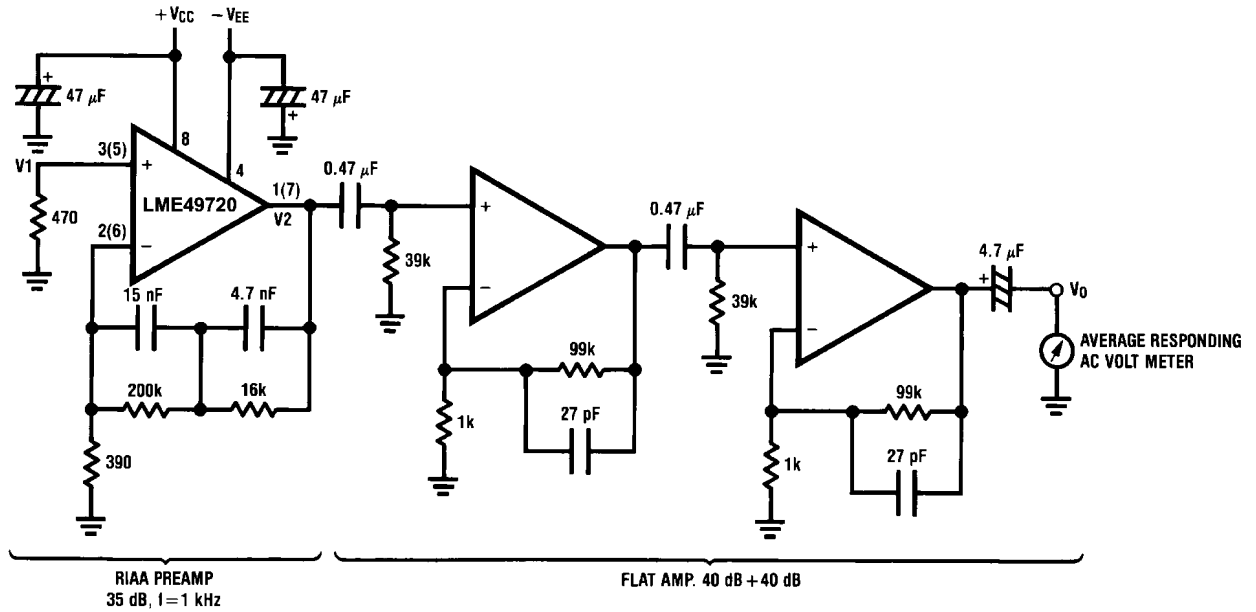 +VCC
−VEE
+
47 μF
47 μF
+
3(5)
8
V1
+
4
LME49720
1(7)
V2
470
2(6)
−
0.47 μF
39k
+
−
0.47 μF
39k
+
−
4.7 μF
+
VO
AVERAGE RESPONDING
AC VOLT METER
15 nF
4.7 nF
200k
16k
390
99k
1k
27 pF
99k
1k
27 pF
RIAA PREAMP
35 dB, f=1 kHz
FLAT AMP. 40 dB+40 dB